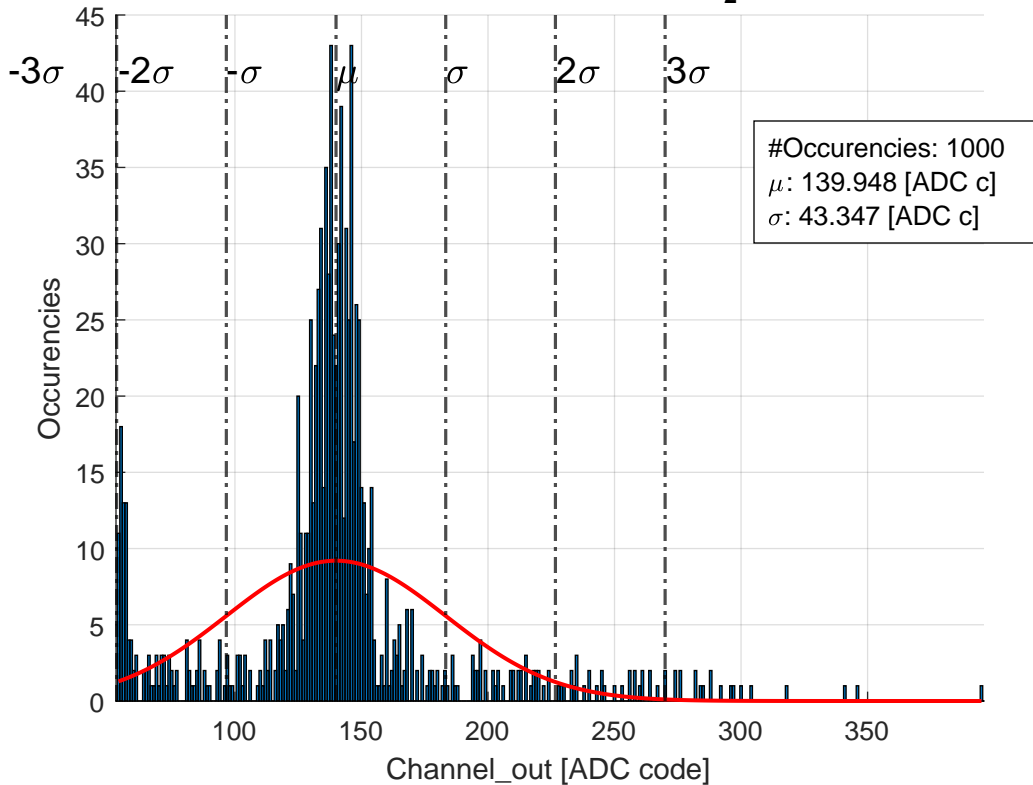 45
-3σ
-2σ
-σ
μ
σ
2σ
3σ
40
#Occurencies: 1000
μ: 139.948 [ADC c]
σ: 43.347 [ADC c]
35
30
25
20
15
10
5
0
Occurencies
100
150
200
250
300
350
Channel_out [ADC code]